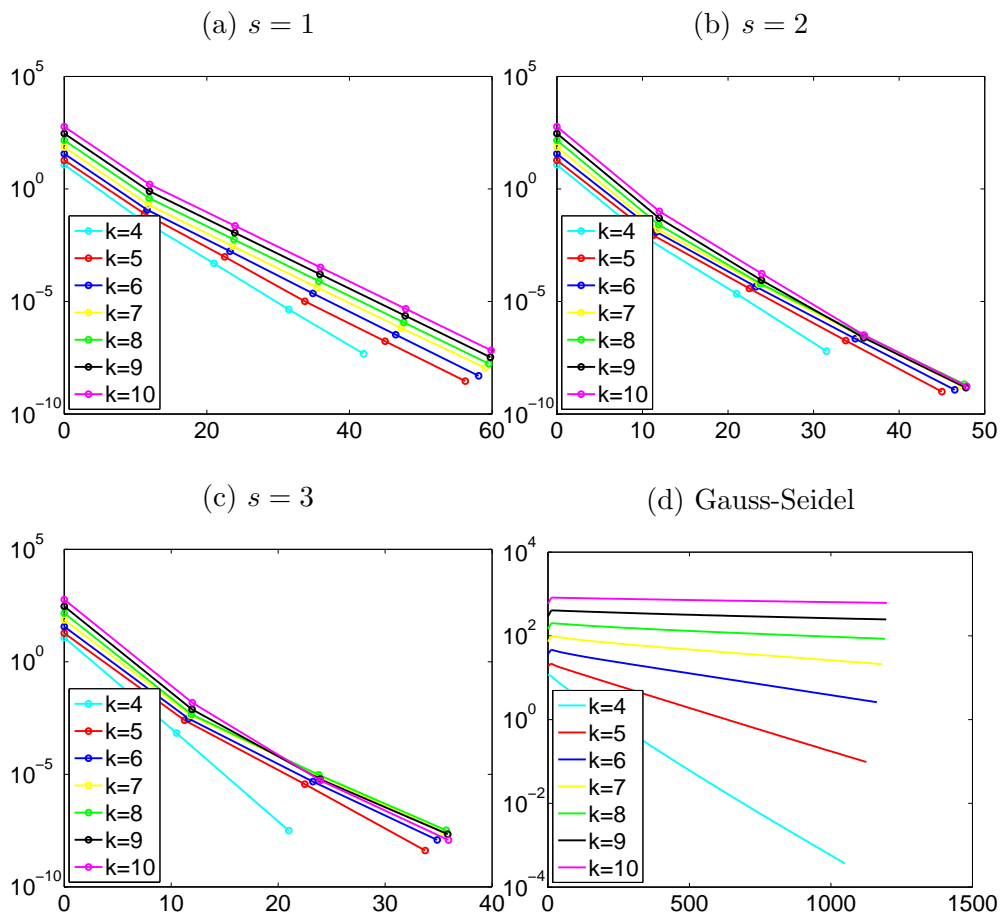 (a) s = 1
10^5
10^0
10^−5
10^−10
k=4
k=5
k=6
k=7
k=8
k=9
k=10
0 20 40 60
(b) s = 2
10^5
10^0
10^−5
10^−10
k=4
k=5
k=6
k=7
k=8
k=9
k=10
0 10 20 30 40 50
(c) s = 3
10^5
10^0
10^−5
10^−10
k=4
k=5
k=6
k=7
k=8
k=9
k=10
0 10 20 30 40
(d) Gauss-Seidel
10^4
10^2
10^0
10^−2
10^−4
k=4
k=5
k=6
k=7
k=8
k=9
k=10
0 500 1000 1500